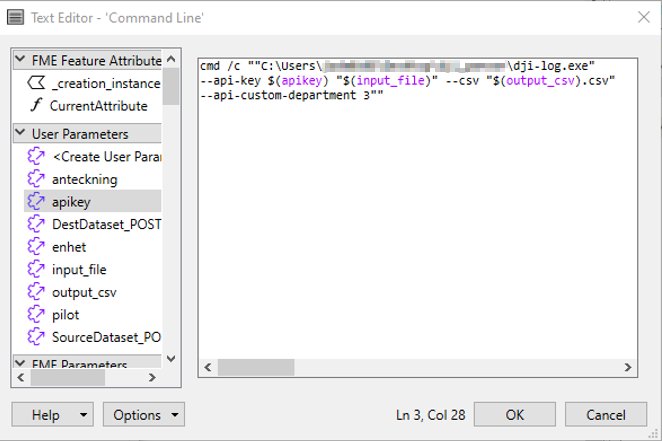 Text Editor - 'Command Line'
FME Feature Attribute
_creation_instance
CurrentAttribute
User Parameters
<Create User Para
anteckning
apikey
DestDataset_POST
enhet
input_file
output_csv
pilot
SourceDataset_PO
FME Parameters
cmd /c ""C:\Users\ \dji-log.exe"
--api-key $(apikey) "$(input_file)" --csv "$(output_csv).csv"
--api-custom-department 3""
Help
Options
Ln 3, Col 28
OK
Cancel